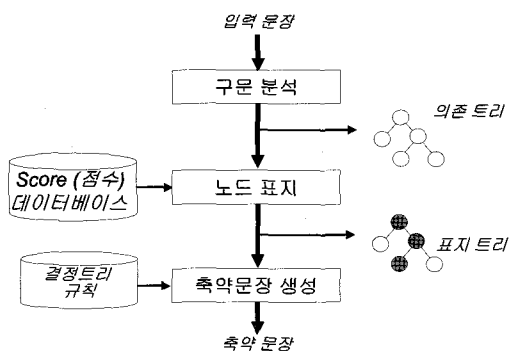 입력 문장
구문 분석
의존 트리
Score (점수)
데이터베이스
노드 표지
표지 트리
결정트리
규칙
축약문장 생성
축약 문장